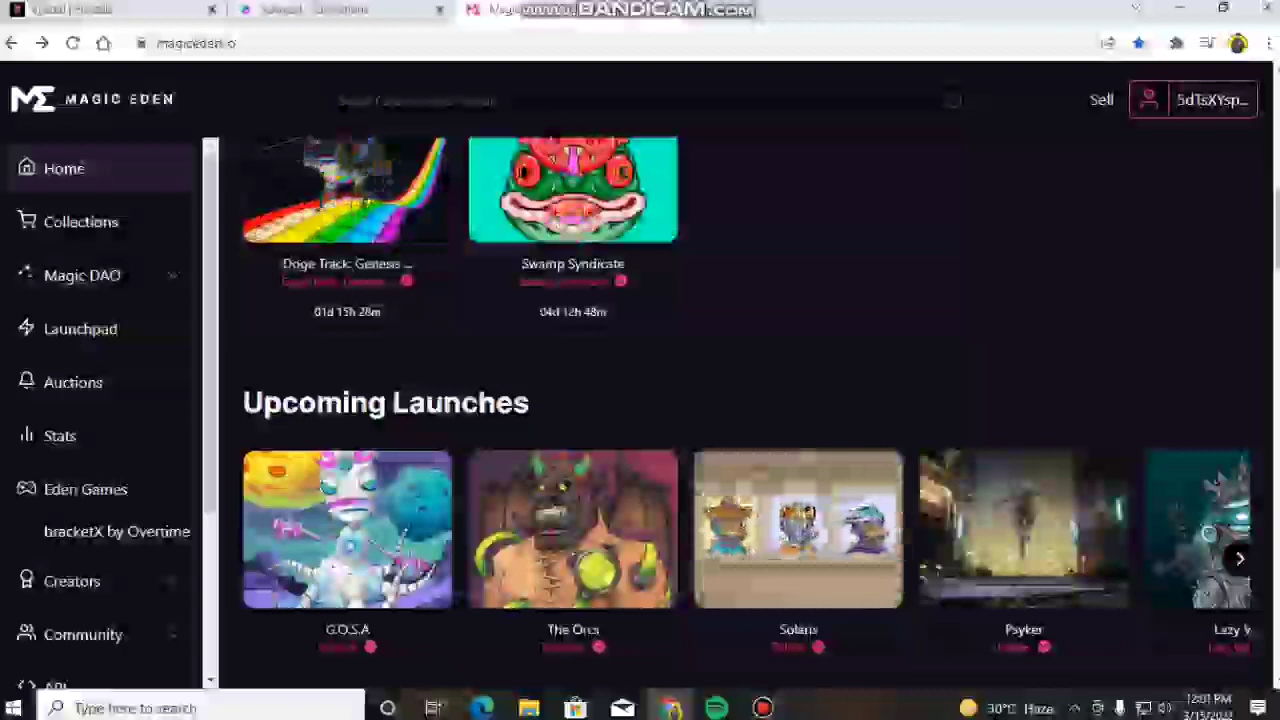 www.BANDICAM.com
magiceden.io
MAGIC EDEN
Sell
5dTsXYsp...
Home
Collections
Magic DAO
Launchpad
Auctions
Stats
Eden Games
bracketX by Overtime
Creators
Community
API
Doge Track: Genesis ...
01d 15h 28m
Swamp Syndicate
04d 12h 48m
Upcoming Launches
G.O.S.A
The Orcs
Solaris
Psyker
Lazy
Type here to search
30°C Haze
12:01 PM